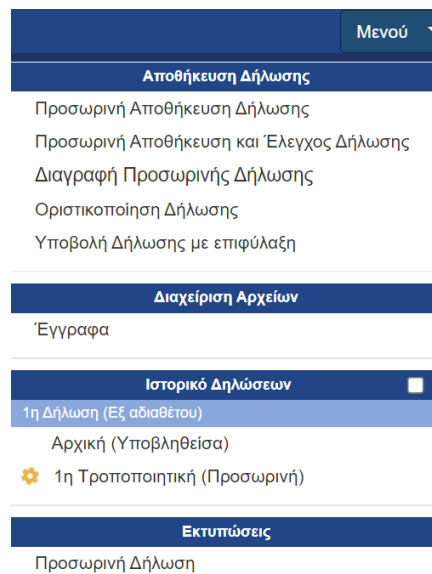 Μενού
Αποθήκευση Δήλωσης
Προσωρινή Αποθήκευση Δήλωσης
Προσωρινή Αποθήκευση και Έλεγχος Δήλωσης
Διαγραφή Προσωρινής Δήλωσης
Οριστικοποίηση Δήλωσης
Υποβολή Δήλωσης με επιφύλαξη
Διαχείριση Αρχείων
Έγγραφα
Ιστορικό Δηλώσεων
1η Δήλωση (Εξ αδιαθέτου)
Αρχική (Υποβληθείσα)
1η Τροποποιητική (Προσωρινή)
Εκτυπώσεις
Προσωρινή Δήλωση